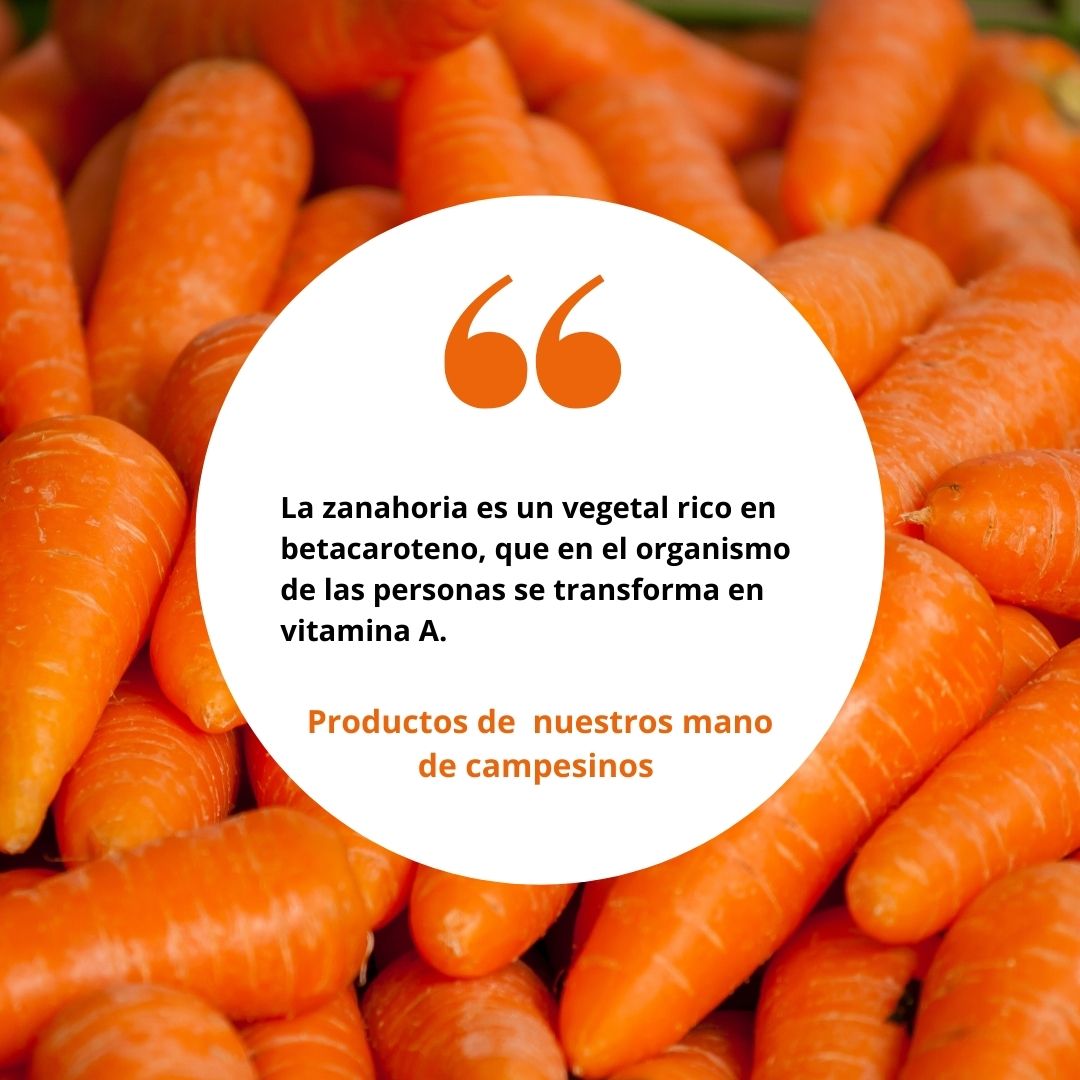 “
La zanahoria es un vegetal rico en
betacaroteno, que en el organismo
de las personas se transforma en
vitamina A.
Productos de  nuestros mano
de campesinos